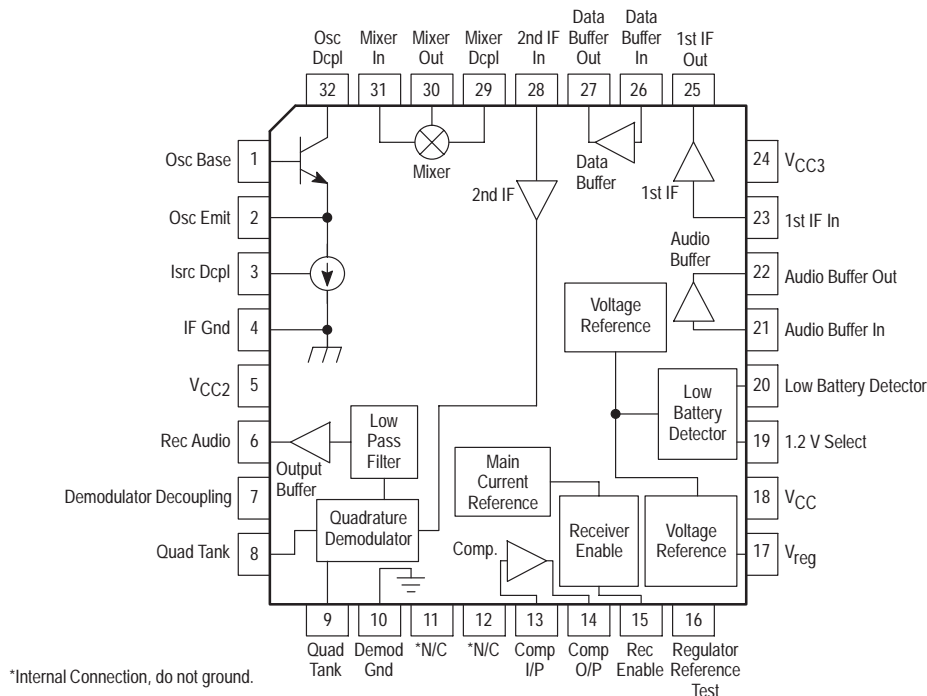 Osc Dcpl
Mixer In
Mixer Out
Mixer Dcpl
2nd IF In
Data Buffer Out
Data Buffer In
1st IF Out
32
31
30
29
28
27
26
25
Osc Base
1
Osc Emit
2
Isrc Dcpl
3
IF Gnd
4
VCC2
5
Rec Audio
6
Demodulator Decoupling
7
Quad Tank
8
Mixer
2nd IF
Data Buffer
1st IF
Audio Buffer
Voltage Reference
Low Battery Detector
Low Pass Filter
Output Buffer
Quadrature Demodulator
Main Current Reference
Comp.
Receiver Enable
Voltage Reference
24
VCC3
23
1st IF In
22
Audio Buffer Out
21
Audio Buffer In
20
Low Battery Detector
19
1.2 V Select
18
VCC
17
Vreg
9
10
11
12
13
14
15
16
Quad Tank
Demod Gnd
*N/C
*N/C
Comp I/P
Comp O/P
Rec Enable
Regulator Reference Test
*Internal Connection, do not ground.